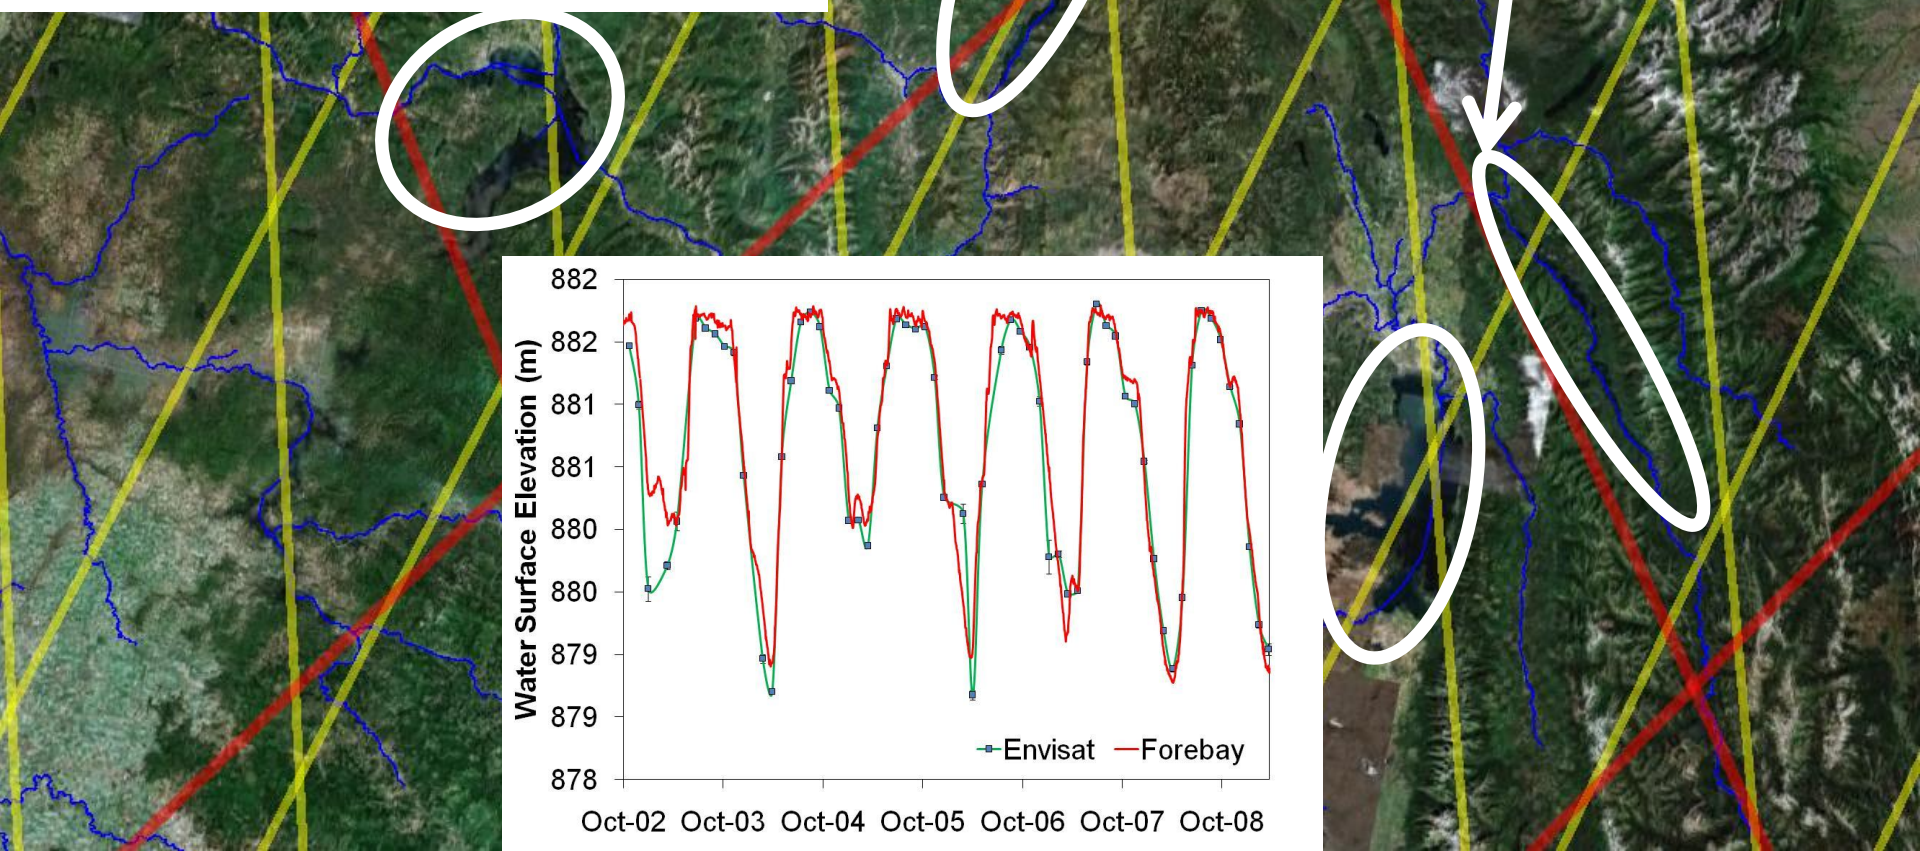 882
882
881
881
880
880
879
879
878
Water Surface Elevation (m)
Envisat
Forebay
Oct-02 Oct-03 Oct-04 Oct-05 Oct-06 Oct-07 Oct-08